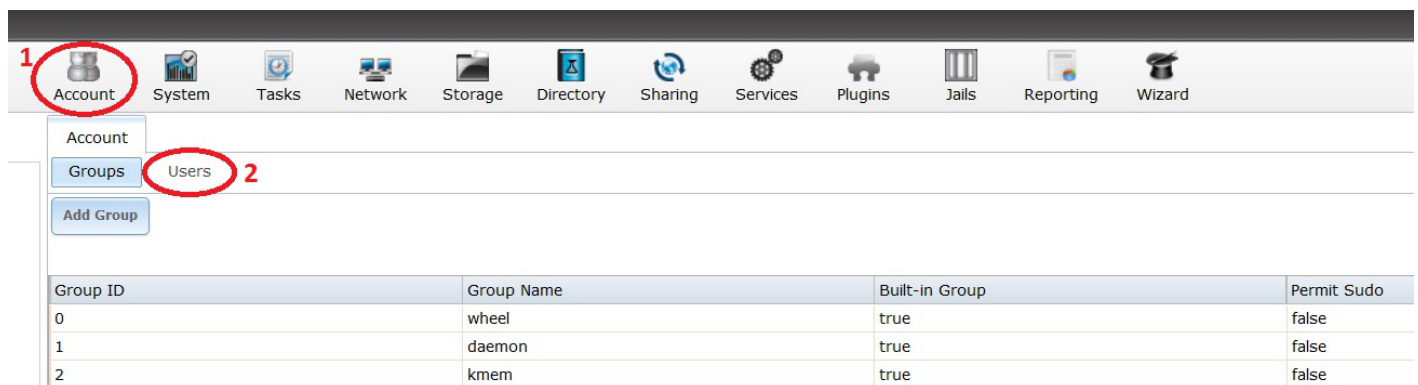 1
Account System Tasks Network Storage Directory Sharing Services Plugins Jails Reporting Wizard
Account
Groups Users 2
Add Group
Group ID Group Name Built-in Group Permit Sudo
0 wheel true false
1 daemon true false
2 kmem true false